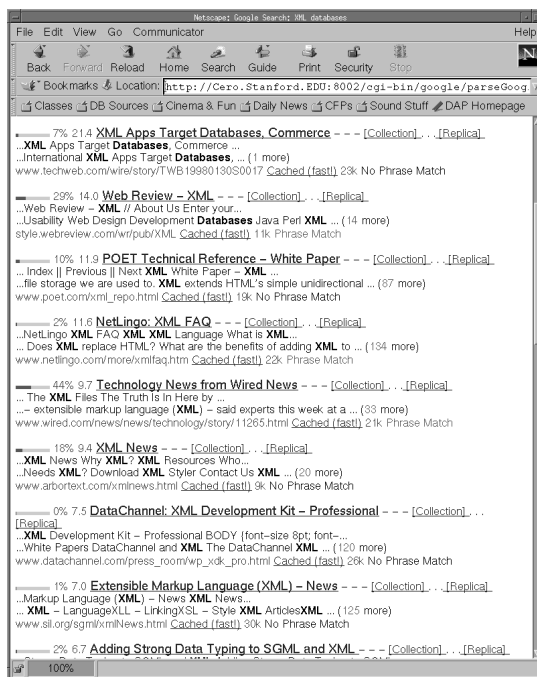 Netscape: Google Search: XML databases
File Edit View Go Communicator Help
Back Forward Reload Home Search Guide Print Security Stop N
Bookmarks Location: http://Cero.Stanford.EDU:8002/cgi-bin/google/parseGoog
Classes DB Sources Cinema & Fun Daily News CFPs Sound Stuff DAP Homepage
7% 21.4 XML Apps Target Databases, Commerce – – – [Collection] . . . [Replica]
...XML Apps Target Databases, Commerce ...
...International XML Apps Target Databases, ... (1 more)
www.techweb.com/wire/story/TWB19980130S0017 Cached (fast!) 23k No Phrase Match
29% 14.0 Web Review – XML – – – [Collection] . . . [Replica]
...Web Review – XML // About Us Enter your...
...Usability Web Design Development Databases Java Perl XML ... (14 more)
style.webreview.com/wr/pub/XML Cached (fast!) 11k Phrase Match
10% 11.9 POET Technical Reference – White Paper – – – [Collection] . . . [Replica]
... Index || Previous || Next XML White Paper – XML ...
...file storage we are used to. XML extends HTML's simple unidirectional ... (87 more)
www.poet.com/xml_repo.html Cached (fast!) 19k No Phrase Match
2% 11.6 NetLingo: XML FAQ – – – [Collection] . . . [Replica]
...NetLingo XML FAQ XML XML Language What is XML...
... Does XML replace HTML? What are the benefits of adding XML to ... (134 more)
www.netlingo.com/more/xmlfaq.htm Cached (fast!) 22k Phrase Match
44% 9.7 Technology News from Wired News – – – [Collection] . . . [Replica]
... The XML Files The Truth Is In Here by ...
...– extensible markup language (XML) – said experts this week at a ... (33 more)
www.wired.com/news/news/technology/story/11265.html Cached (fast!) 21k Phrase Match
18% 9.4 XML News – – – [Collection] . . . [Replica]
...XML News Why XML? XML Resources Who...
...Needs XML? Download XML Styler Contact Us XML ... (20 more)
www.arbortext.com/xmlnews.html Cached (fast!) 9k No Phrase Match
0% 7.5 DataChannel: XML Development Kit – Professional – – – [Collection] . . .
[Replica]
...XML Development Kit – Professional BODY {font-size 8pt; font-...
...White Papers DataChannel and XML The DataChannel XML ... (120 more)
www.datachannel.com/press_room/wp_xdk_pro.html Cached (fast!) 26k No Phrase Match
1% 7.0 Extensible Markup Language (XML) – News – – – [Collection] . . . [Replica]
...Markup Language (XML) – News XML News...
... XML – LanguageXLL – LinkingXSL – Style XML ArticlesXML ... (125 more)
www.sil.org/sgml/xmlNews.html Cached (fast!) 30k No Phrase Match
2% 6.7 Adding Strong Data Typing to SGML and XML – – – [Collection] . . . [Replica]
100%